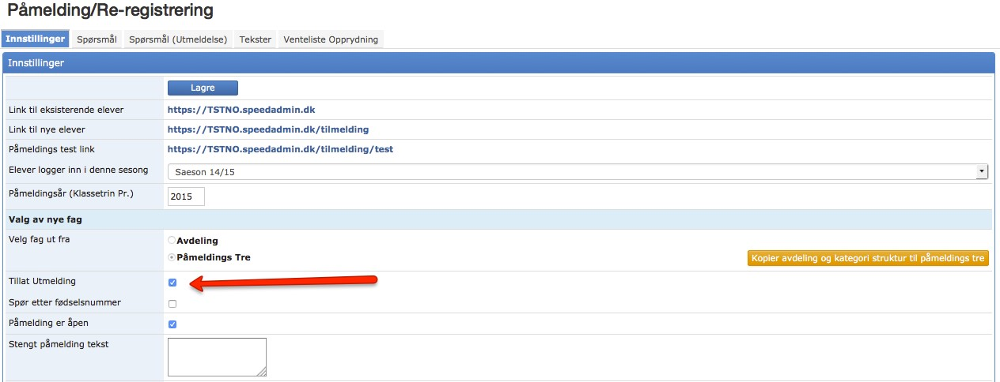 Påmelding/Re-registrering
Innstillinger Spørsmål Spørsmål (Utmeldelse) Tekster Venteliste Opprydning
Innstillinger
Lagre
Link til eksisterende elever https://TSTNO.speedadmin.dk
Link til nye elever https://TSTNO.speedadmin.dk/tilmelding
Påmeldings test link https://TSTNO.speedadmin.dk/tilmelding/test
Elever logger inn i denne sesong Saeson 14/15
Påmeldingsår (Klassetrin Pr.) 2015
Valg av nye fag
Velg fag ut fra Avdeling
Påmeldings Tre Kopier avdeling og kategori struktur til påmeldings tre
Tillat Utmelding
Spør etter fødselsnummer
Påmelding er åpen
Stengt påmelding tekst